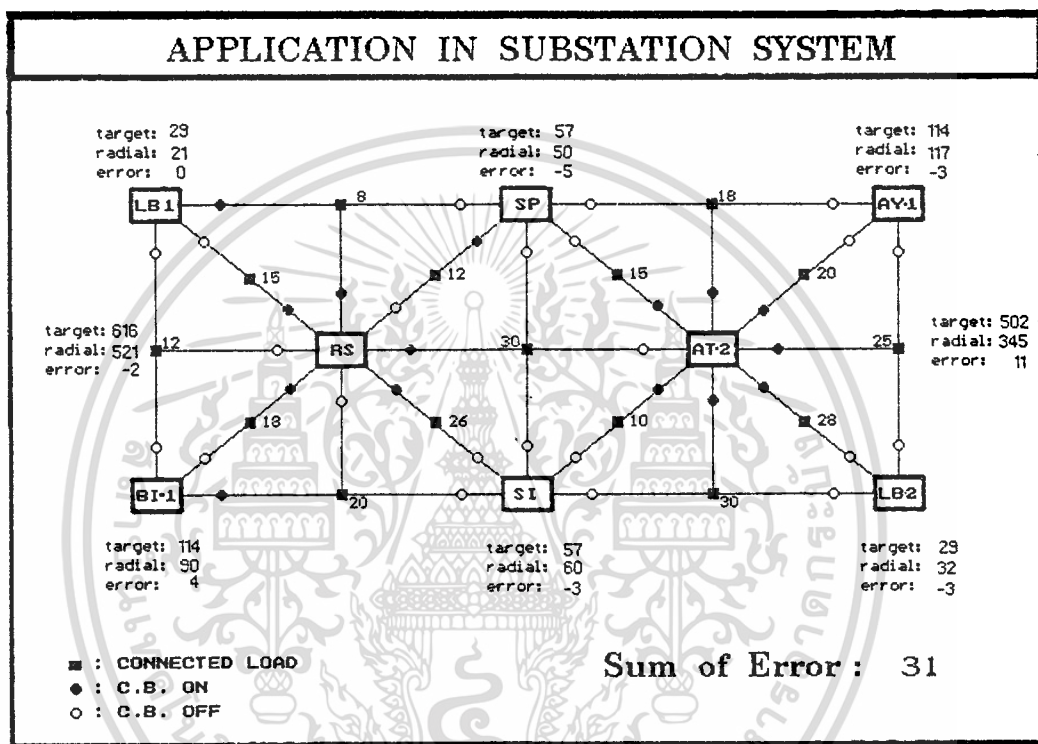 APPLICATION IN SUBSTATION SYSTEM
target: 29
radial: 21
error: 0
target: 57
radial: 50
error: -5
target: 114
radial: 117
error: -3
LB1
8
SP
18
AY-1
15
12
15
20
target: 616
radial: 521
error: -2
12
RS
30
AT-2
25
target: 502
radial: 345
error: 11
18
26
10
28
BI-1
20
SI
30
LB-2
target: 114
radial: 90
error: 4
target: 57
radial: 60
error: -3
target: 29
radial: 32
error: -3
: CONNECTED LOAD
: C.B. ON
: C.B. OFF
Sum of Error : 31